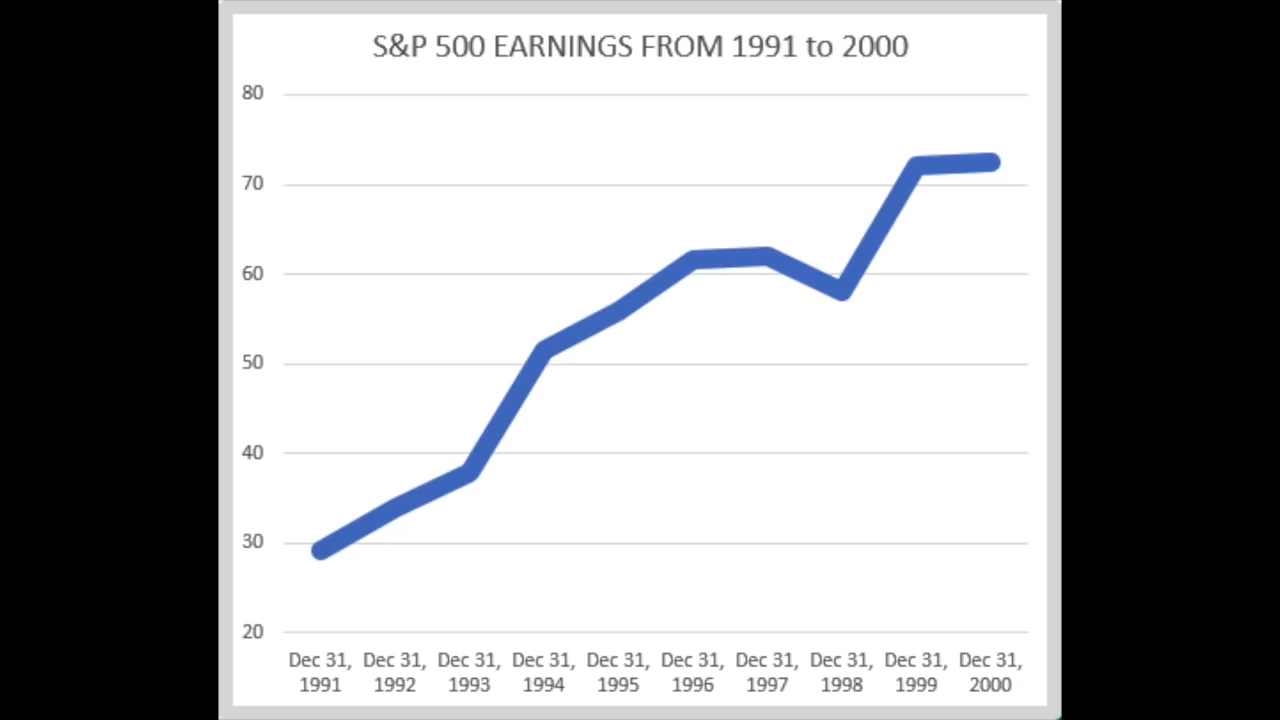 S&P 500 EARNINGS FROM 1991 to 2000
80
70
60
50
40
30
20
Dec 31, Dec 31, Dec 31, Dec 31, Dec 31, Dec 31, Dec 31, Dec 31, Dec 31, Dec 31,
1991 1992 1993 1994 1995 1996 1997 1998 1999 2000